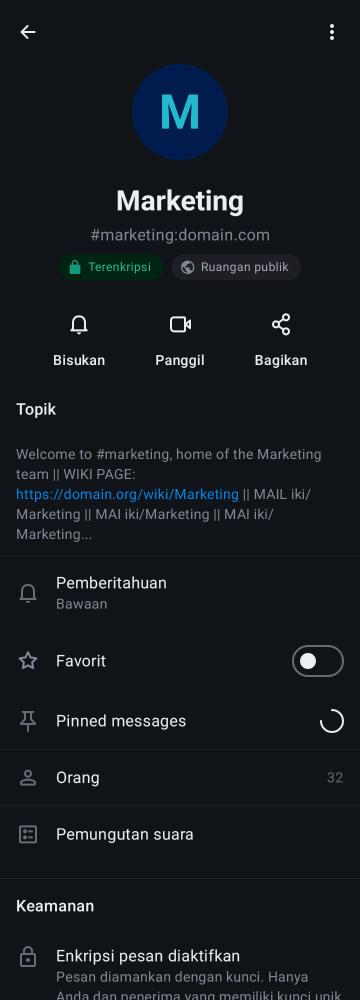 M
Marketing
#marketing:domain.com
Terenkripsi
Ruangan publik
Bisukan
Panggil
Bagikan
Topik
Welcome to #marketing, home of the Marketing
team || WIKI PAGE:
https://domain.org/wiki/Marketing || MAIL iki/
Marketing || MAI iki/Marketing || MAI iki/
Marketing...
Pemberitahuan
Bawaan
Favorit
Pinned messages
Orang
32
Pemungutan suara
Keamanan
Enkripsi pesan diaktifkan
Pesan diamankan dengan kunci. Hanya
Anda dan penerima yang memiliki kunci unik